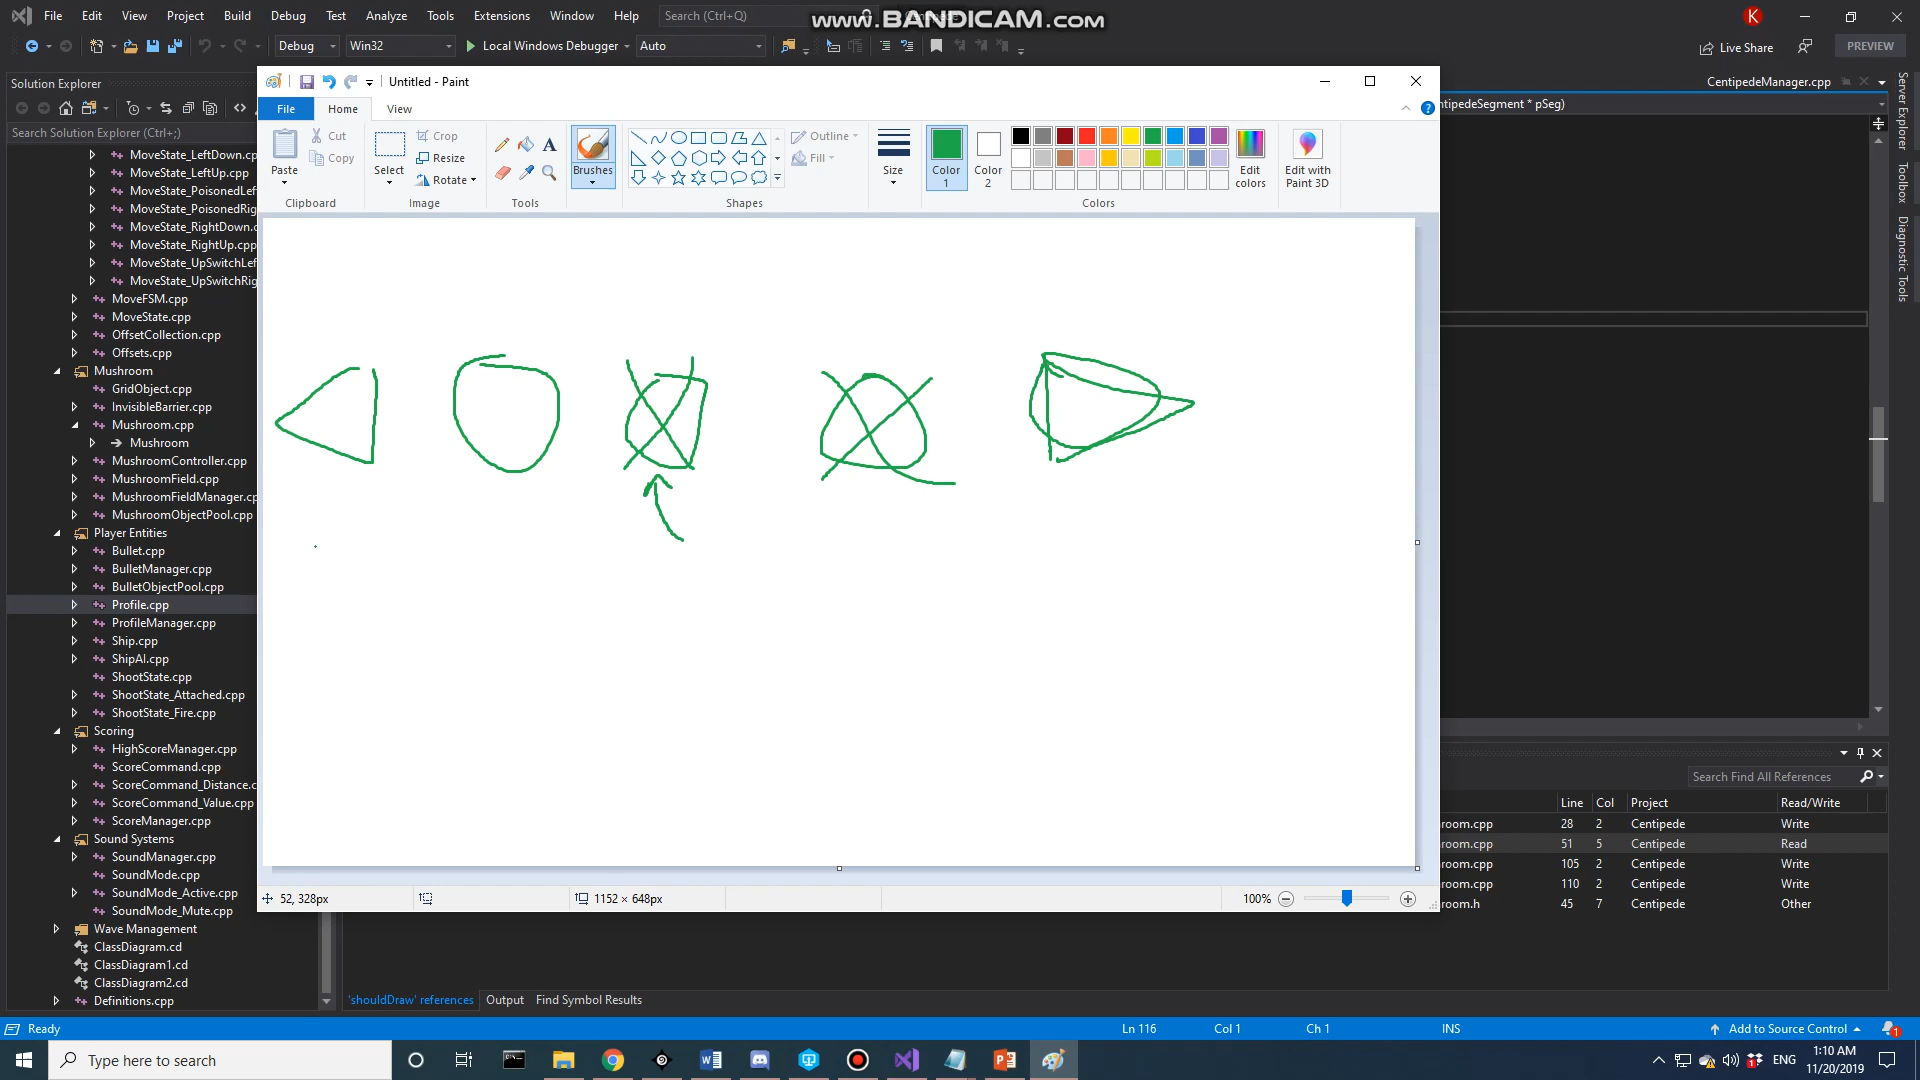 File Edit View Project Build Debug Test Analyze Tools Extensions Window Help Search (Ctrl+Q)
www.BANDICAM.com
K
Debug Win32 Local Windows Debugger Auto
Live Share PREVIEW
Solution Explorer
Search Solution Explorer (Ctrl+;)
MoveState_LeftDown.cp
MoveState_LeftUp.cpp
MoveState_PoisonedLef
MoveState_PoisonedRig
MoveState_RightDown.c
MoveState_RightUp.cpp
MoveState_UpSwitchLef
MoveState_UpSwitchRig
MoveFSM.cpp
MoveState.cpp
OffsetCollection.cpp
Offsets.cpp
Mushroom
GridObject.cpp
InvisibleBarrier.cpp
Mushroom.cpp
Mushroom
MushroomController.cpp
MushroomField.cpp
MushroomFieldManager.cp
MushroomObjectPool.cpp
Player Entities
Bullet.cpp
BulletManager.cpp
BulletObjectPool.cpp
Profile.cpp
ProfileManager.cpp
Ship.cpp
ShipAI.cpp
ShootState.cpp
ShootState_Attached.cpp
ShootState_Fire.cpp
Scoring
HighScoreManager.cpp
ScoreCommand.cpp
ScoreCommand_Distance.c
ScoreCommand_Value.cpp
ScoreManager.cpp
Sound Systems
SoundManager.cpp
SoundMode.cpp
SoundMode_Active.cpp
SoundMode_Mute.cpp
Wave Management
ClassDiagram.cd
ClassDiagram1.cd
ClassDiagram2.cd
Definitions.cpp
Untitled - Paint
File Home View
Paste Cut Copy
Clipboard
Select Crop Resize Rotate
Image
A
Tools
Brushes
Outline Fill
Shapes
Size
Color 1 Color 2
Edit colors
Colors
Edit with Paint 3D
52, 328px
1152 × 648px
100%
CentipedeManager.cpp
ntipedeSegment * pSeg)
Server Explorer
Toolbox
Diagnostic Tools
Search Find All References
Line Col Project Read/Write
room.cpp 28 2 Centipede Write
room.cpp 51 5 Centipede Read
room.cpp 105 2 Centipede Write
room.cpp 110 2 Centipede Write
room.h 45 7 Centipede Other
'shouldDraw' references Output Find Symbol Results
Ready Ln 116 Col 1 Ch 1 INS Add to Source Control 1
Type here to search
ENG
1:10 AM
11/20/2019